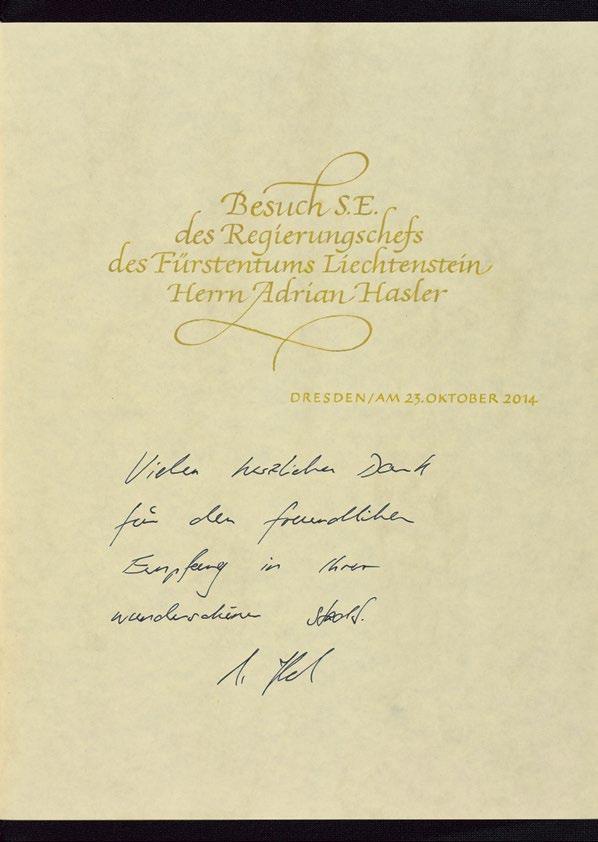 Besuch S.E.
des Regierungschefs
des Fürstentums Liechtenstein
Herrn Adrian Hasler
DRESDEN/AM 23.OKTOBER 2014
Vielen herzlichen Dank
für den freundlichen
Empfang in Ihrer
wunderschönen Stadt.